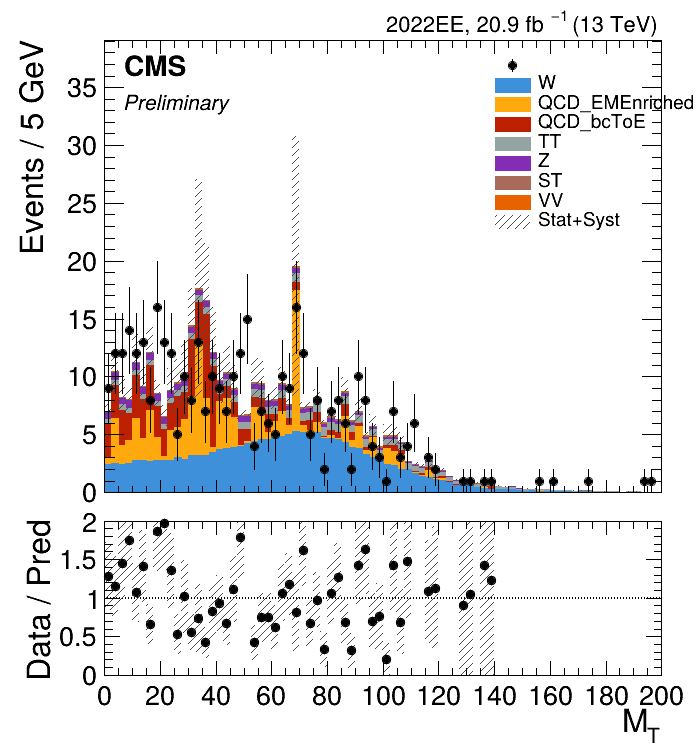 2022EE, 20.9 fb ⁻¹ (13 TeV)
Events / 5 GeV
CMS
Preliminary
W
QCD_EMEnriched
QCD_bcToE
TT
Z
ST
VV
Stat+Syst
35
30
25
20
15
10
5
0
Data / Pred
2
1.5
1
0.5
0
0 20 40 60 80 100 120 140 160 180 200
M_T